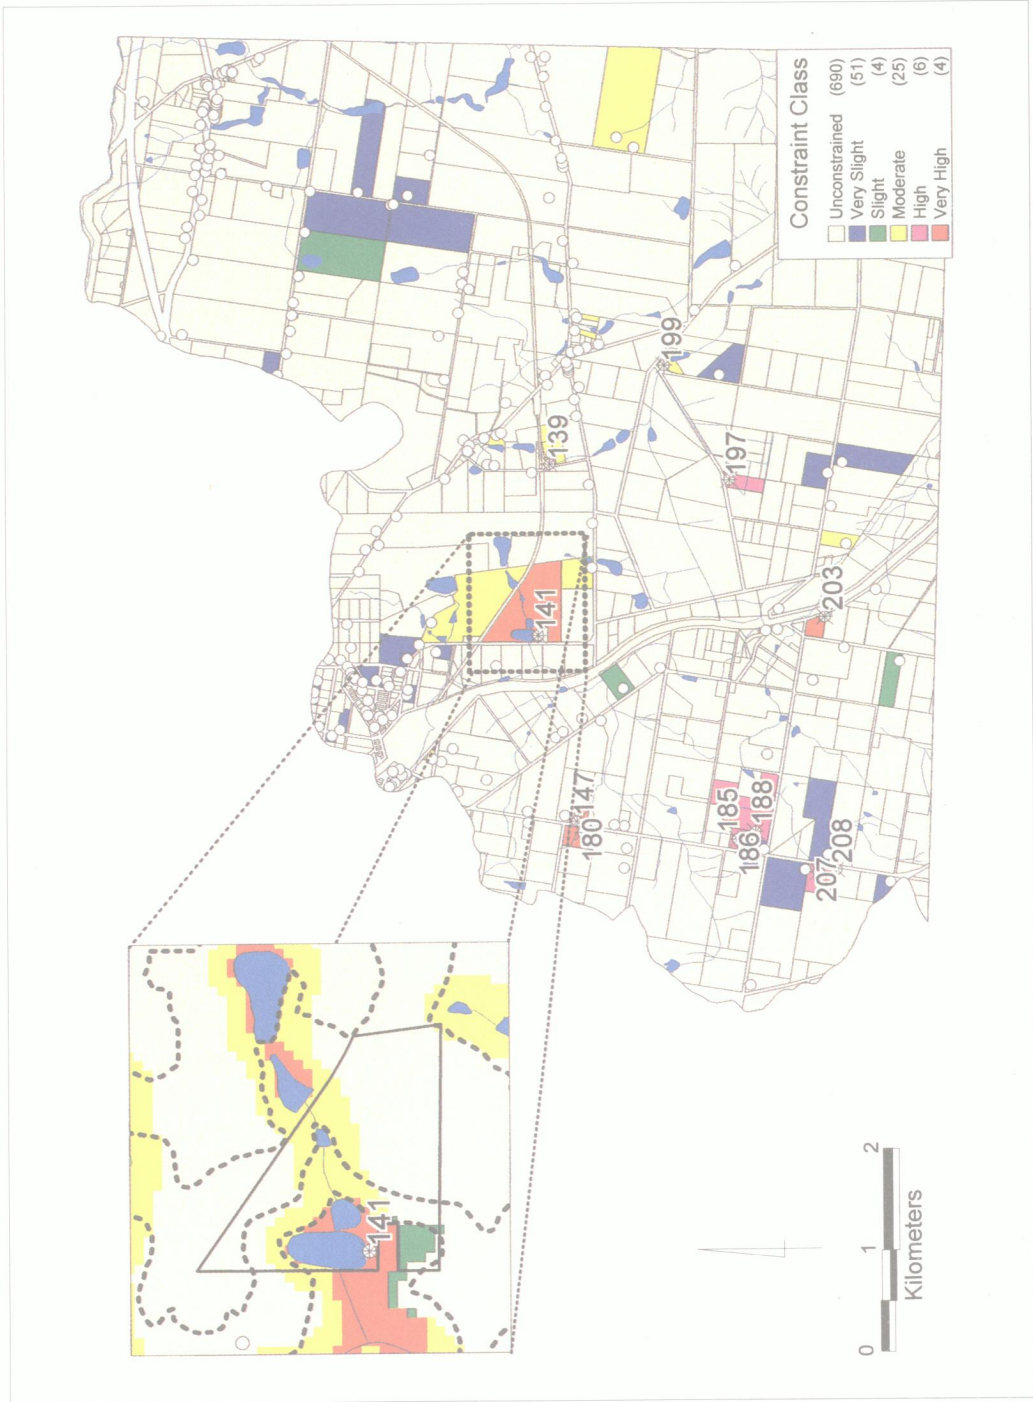 Constraint Class
Unconstrained (690)
Very Slight (51)
Slight (4)
Moderate (25)
High (6)
Very High (4)
199
139
197
141
203
147
180
185
188
186
208
207
141
0 1 2
Kilometers